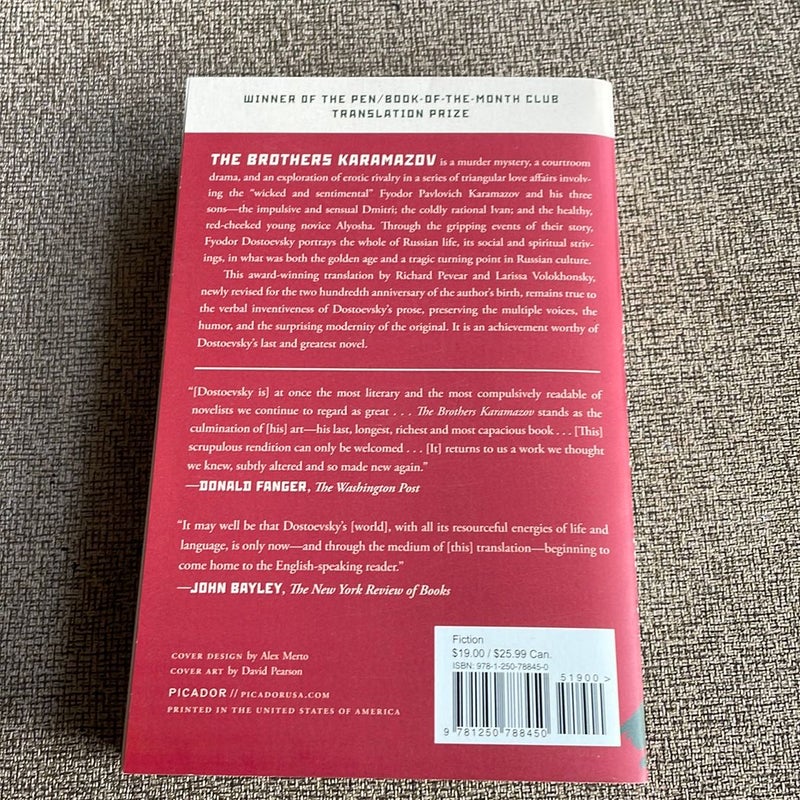 WINNER OF THE PEN/BOOK-OF-THE-MONTH CLUB
TRANSLATION PRIZE
THE BROTHERS KARAMAZOV is a murder mystery, a courtroom
drama, and an exploration of erotic rivalry in a series of triangular love affairs involv-
ing the “wicked and sentimental” Fyodor Pavlovich Karamazov and his three
sons—the impulsive and sensual Dmitri; the coldly rational Ivan; and the healthy,
red-cheeked young novice Alyosha. Through the gripping events of their story,
Fyodor Dostoevsky portrays the whole of Russian life, its social and spiritual striv-
ings, in what was both the golden age and a tragic turning point in Russian culture.
This award-winning translation by Richard Pevear and Larissa Volokhonsky,
newly revised for the two hundredth anniversary of the author’s birth, remains true to
the verbal inventiveness of Dostoevsky’s prose, preserving the multiple voices, the
humor, and the surprising modernity of the original. It is an achievement worthy of
Dostoevsky’s last and greatest novel.
“[Dostoevsky is] at once the most literary and the most compulsively readable of
novelists we continue to regard as great . . . The Brothers Karamazov stands as the
culmination of [his] art—his last, longest, richest and most capacious book . . . [This]
scrupulous rendition can only be welcomed . . . [It] returns to us a work we thought
we knew, subtly altered and so made new again.”
—DONALD FANGER, The Washington Post
“It may well be that Dostoevsky’s [world], with all its resourceful energies of life and
language, is only now—and through the medium of [this] translation—beginning to
come home to the English-speaking reader.”
—JOHN BAYLEY, The New York Review of Books
COVER DESIGN by Alex Merto
COVER ART by David Pearson
PICADOR // PICADORUSA.COM
PRINTED IN THE UNITED STATES OF AMERICA
Fiction
$19.00 / $25.99 Can.
ISBN: 978-1-250-78845-0
51900 >
9 781250 788450